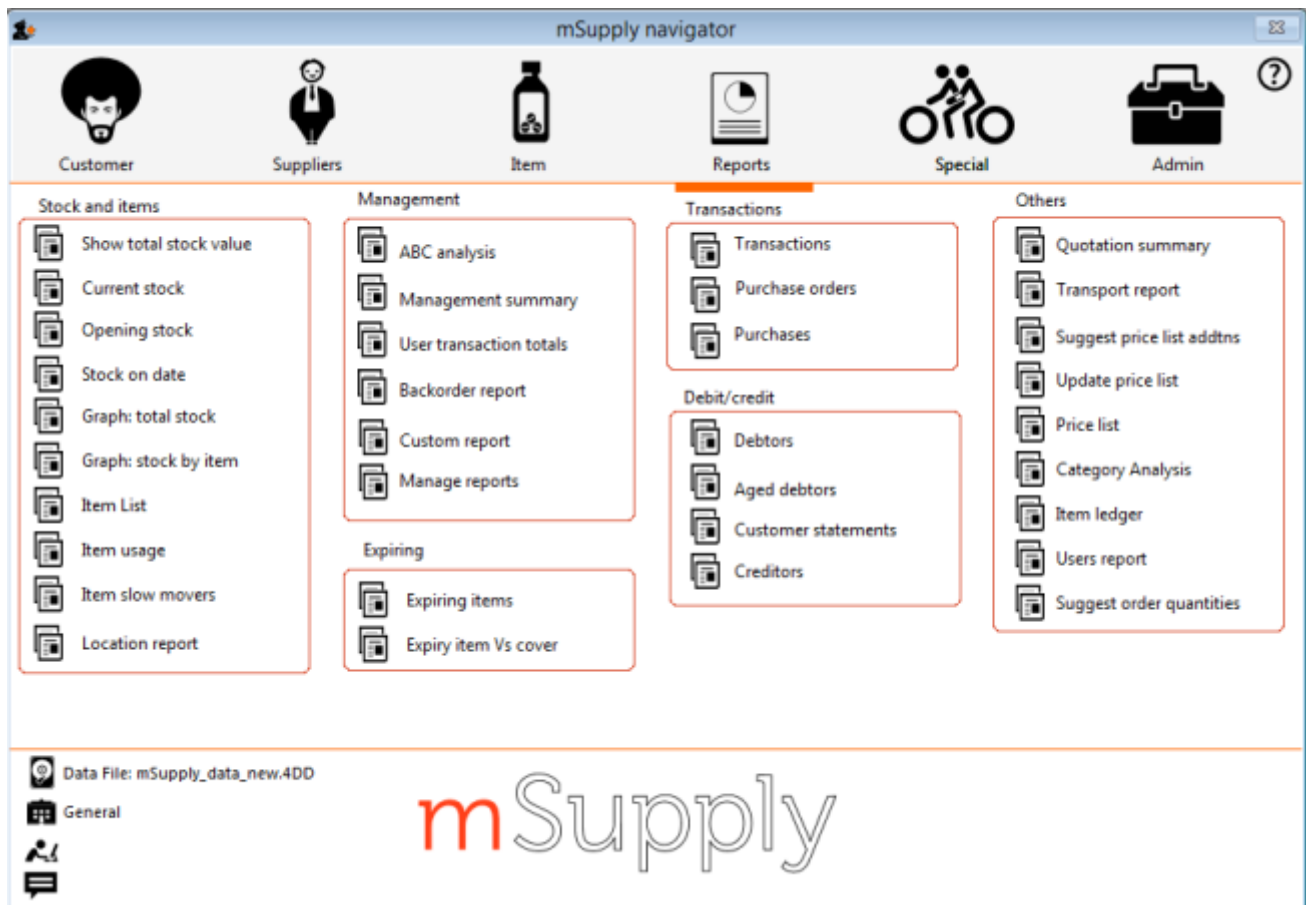 mSupply navigator
?
Customer
Suppliers
Item
Reports
Special
Admin
Stock and items
Show total stock value
Current stock
Opening stock
Stock on date
Graph: total stock
Graph: stock by item
Item List
Item usage
Item slow movers
Location report
Management
ABC analysis
Management summary
User transaction totals
Backorder report
Custom report
Manage reports
Expiring
Expiring items
Expiry item Vs cover
Transactions
Transactions
Purchase orders
Purchases
Debit/credit
Debtors
Aged debtors
Customer statements
Creditors
Others
Quotation summary
Transport report
Suggest price list addtns
Update price list
Price list
Category Analysis
Item ledger
Users report
Suggest order quantities
Data File: mSupply_data_new.4DD
General
mSupply